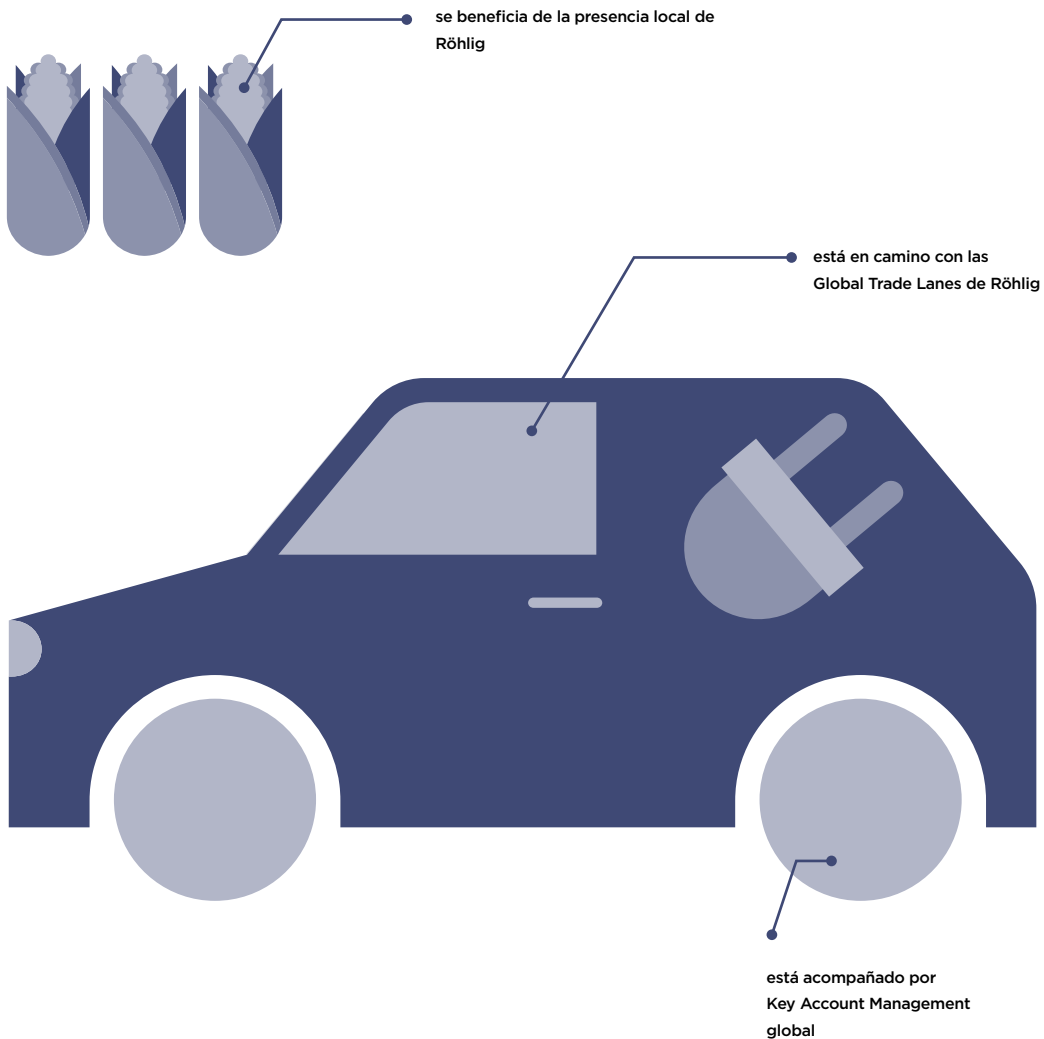 se beneficia de la presencia local de
Röhlig
está en camino con las
Global Trade Lanes de Röhlig
está acompañado por
Key Account Management
global